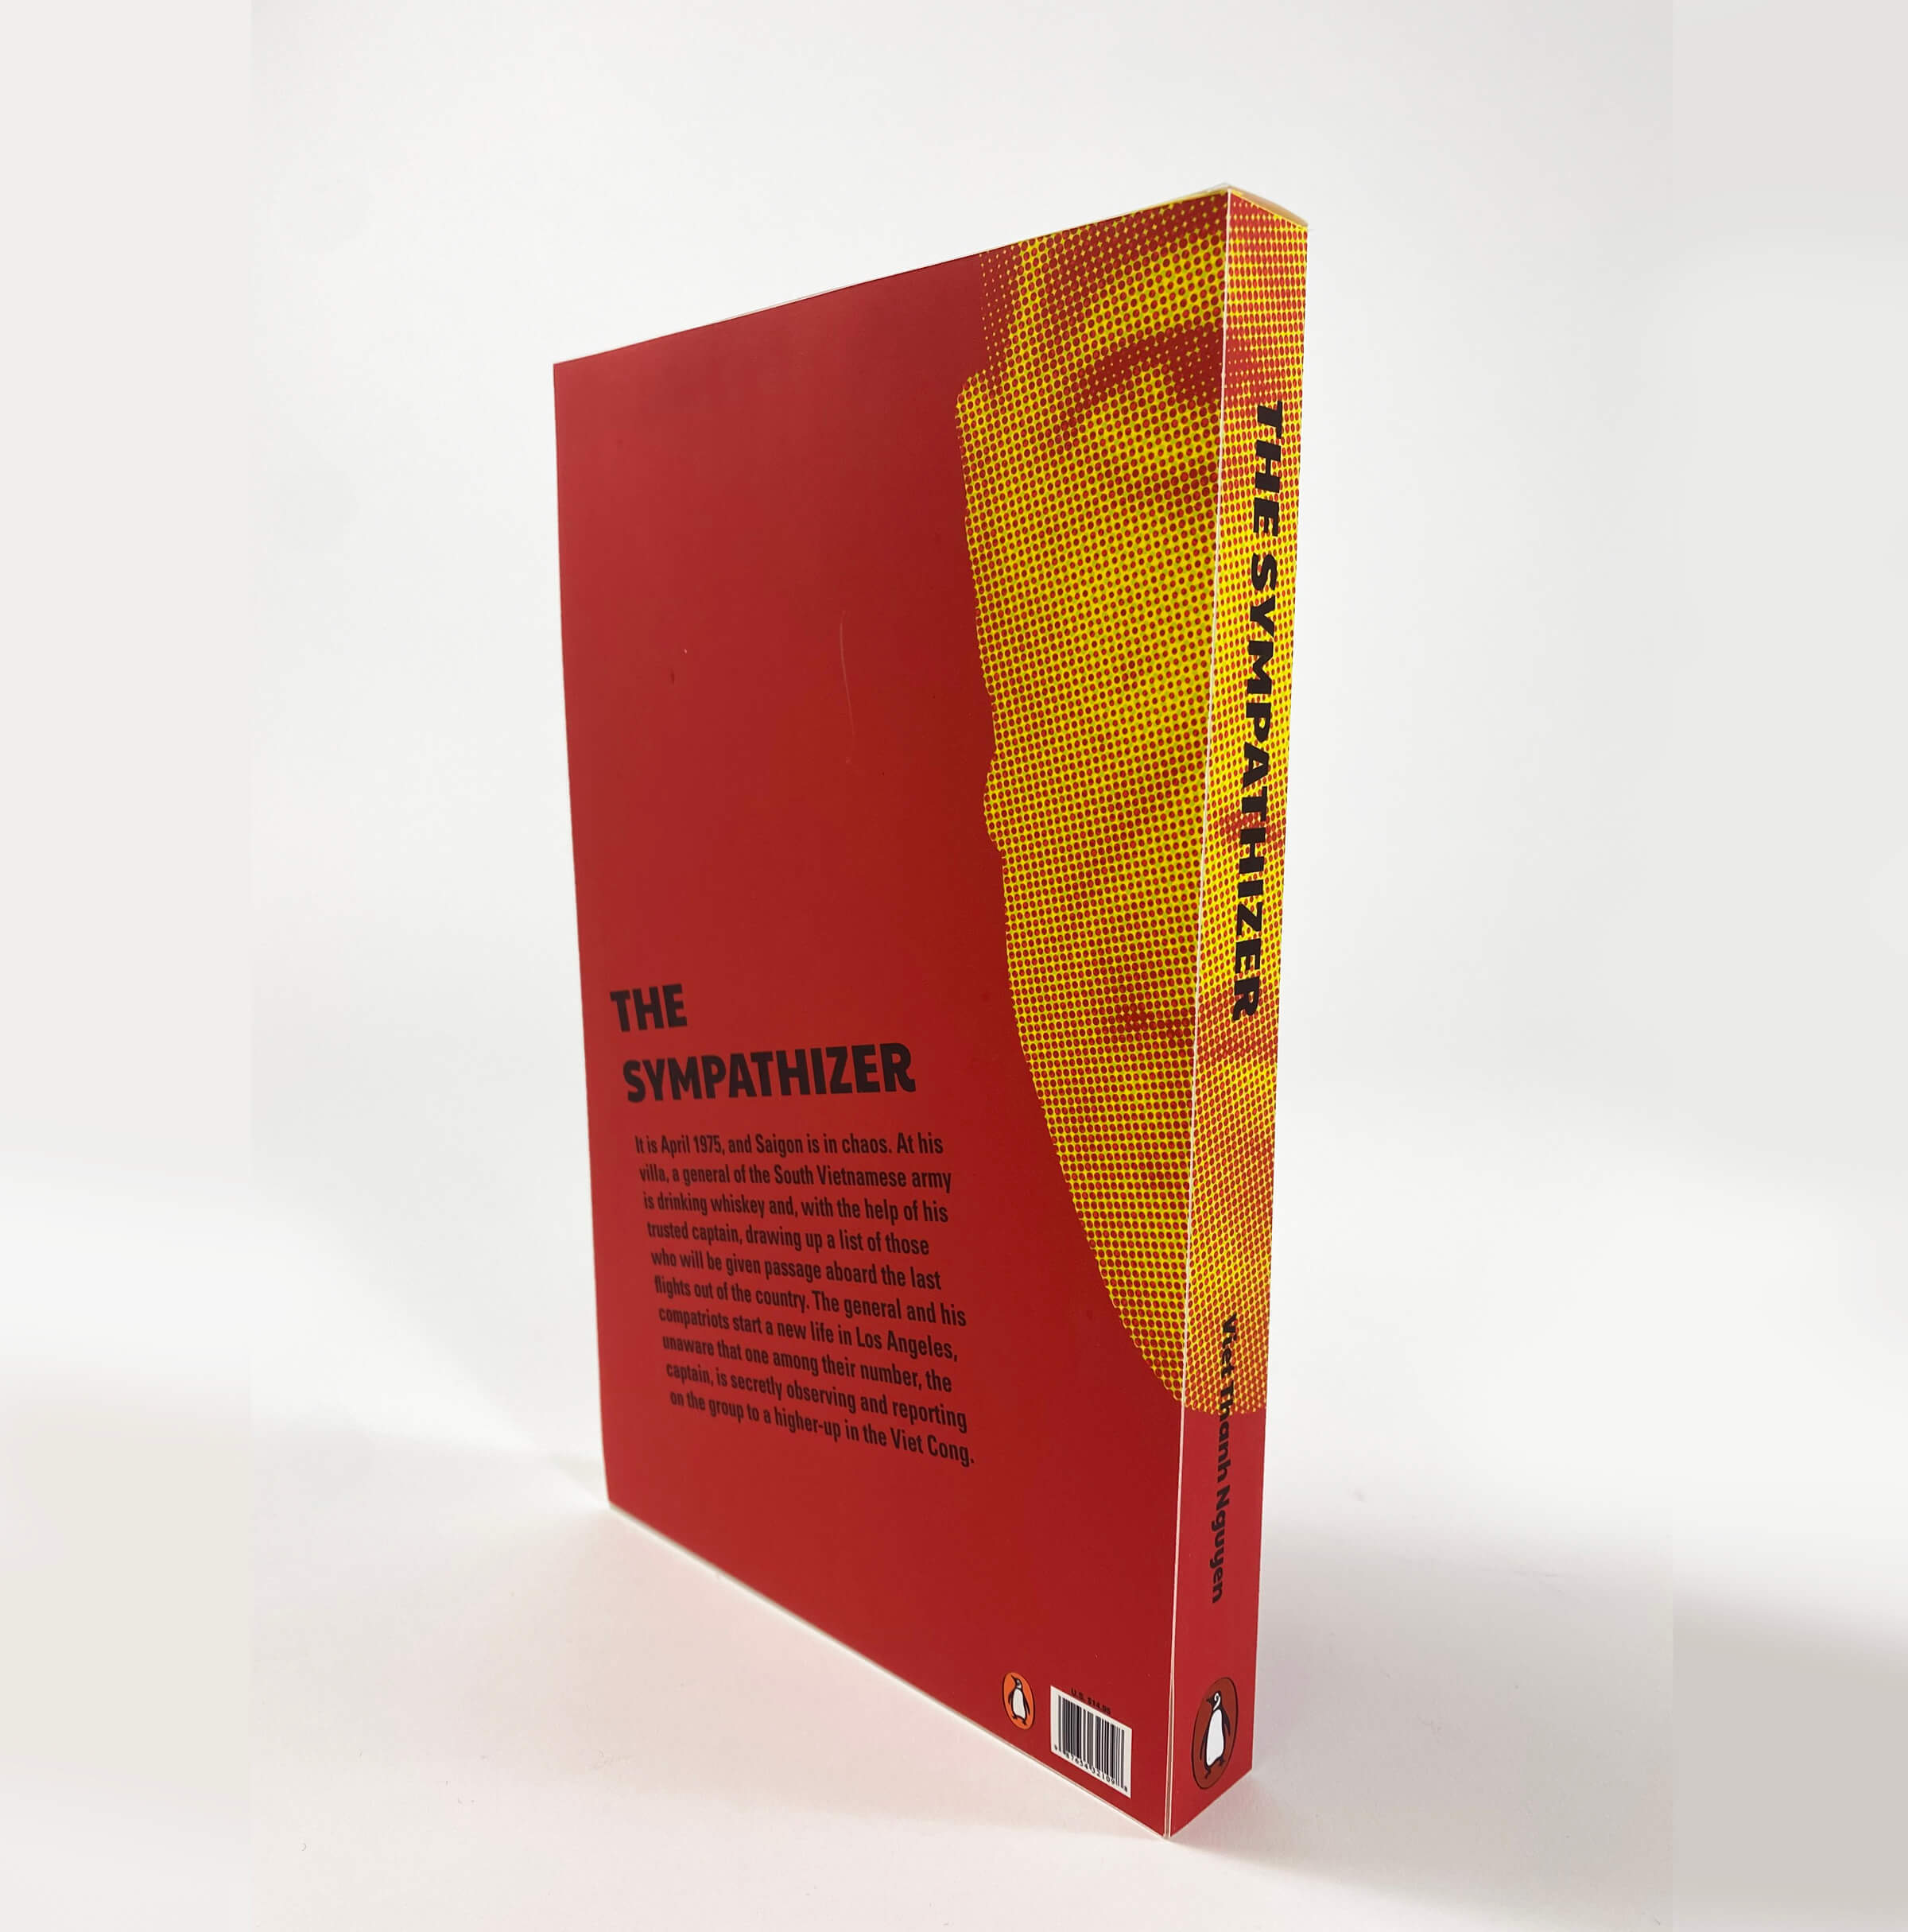 THE
SYMPATHIZER
It is April 1975, and Saigon is in chaos. At his
villa, a general of the South Vietnamese army
is drinking whiskey and, with the help of his
trusted captain, drawing up a list of those
who will be given passage aboard the last
flights out of the country. The general and his
compatriots start a new life in Los Angeles,
unaware that one among their number, the
captain, is secretly observing and reporting
on the group to a higher-up in the Viet Cong.
U.S.
THE SYMPATHIZER
Viet Thanh Nguyen